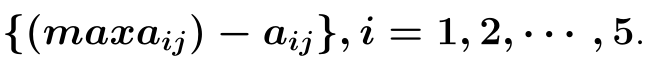 {(maxa_{ij}) − a_{ij}}, i = 1, 2, ⋯ , 5.